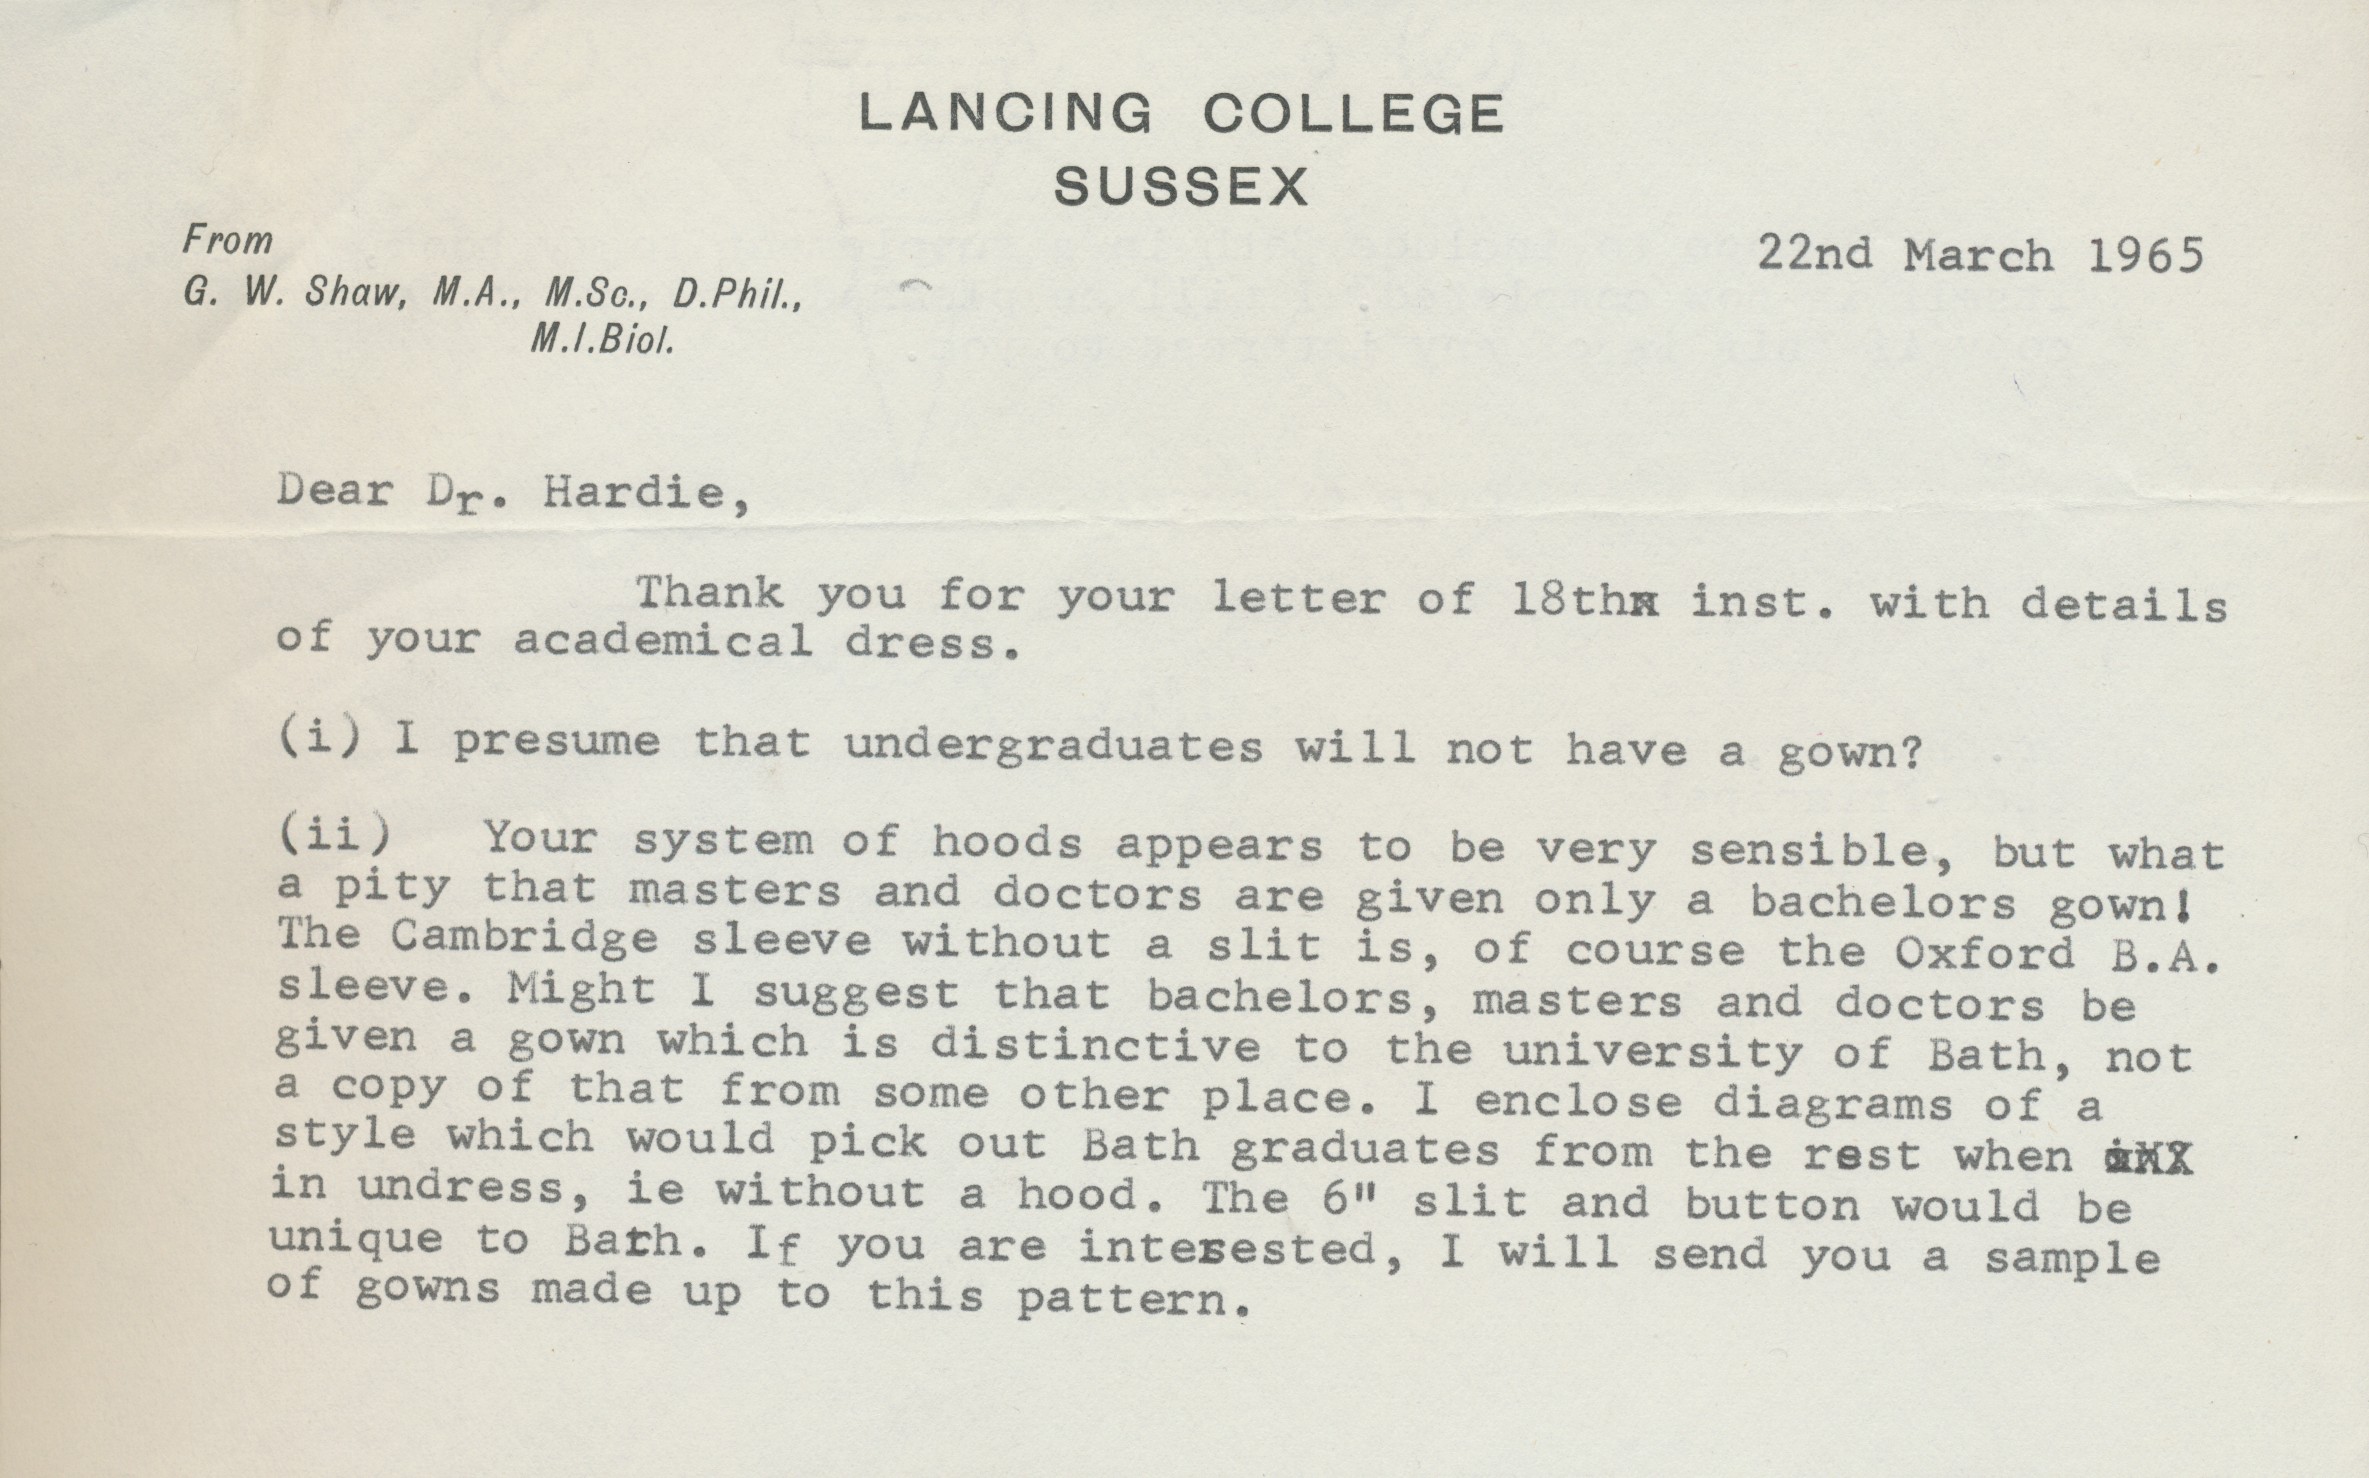 LANCING COLLEGE
SUSSEX
From
22nd March 1965
G. W. Shaw, M.A., M.Sc., D.Phil.,
M.I.Biol.
Dear Dr. Hardie,
Thank you for your letter of 18th inst. with details
of your academical dress.
(i) I presume that undergraduates will not have a gown?
(ii) Your system of hoods appears to be very sensible, but what
a pity that masters and doctors are given only a bachelors gown!
The Cambridge sleeve without a slit is, of course the Oxford B.A.
sleeve. Might I suggest that bachelors, masters and doctors be
given a gown which is distinctive to the university of Bath, not
a copy of that from some other place. I enclose diagrams of a
style which would pick out Bath graduates from the rest when
in undress, ie without a hood. The 6" slit and button would be
unique to Bath. If you are interested, I will send you a sample
of gowns made up to this pattern.